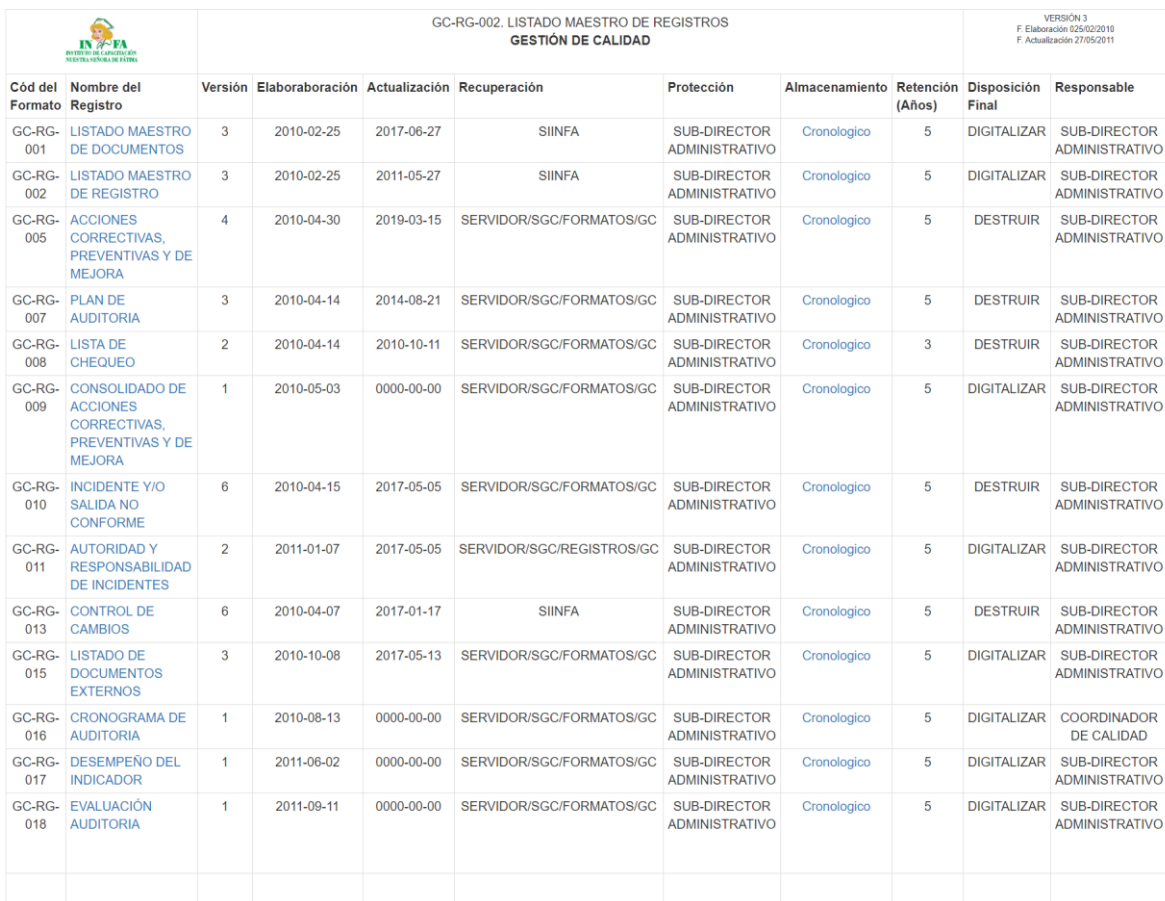 IN FA
INSTITUTO DE CAPACITACIÓN
NUESTRA SEÑORA DE FÁTIMA
GC-RG-002. LISTADO MAESTRO DE REGISTROS
GESTIÓN DE CALIDAD
VERSIÓN 3
F. Elaboración 025/02/2010
F. Actualización 27/05/2011
Cód del Nombre del Versión Elaboraboración Actualización Recuperación Protección Almacenamiento Retención Disposición Responsable
Formato Registro (Años) Final
GC-RG- LISTADO MAESTRO 3 2010-02-25 2017-06-27 SIINFA SUB-DIRECTOR Cronologico 5 DIGITALIZAR SUB-DIRECTOR
001 DE DOCUMENTOS ADMINISTRATIVO ADMINISTRATIVO
GC-RG- LISTADO MAESTRO 3 2010-02-25 2011-05-27 SIINFA SUB-DIRECTOR Cronologico 5 DIGITALIZAR SUB-DIRECTOR
002 DE REGISTRO ADMINISTRATIVO ADMINISTRATIVO
GC-RG- ACCIONES 4 2010-04-30 2019-03-15 SERVIDOR/SGC/FORMATOS/GC SUB-DIRECTOR Cronologico 5 DESTRUIR SUB-DIRECTOR
005 CORRECTIVAS, ADMINISTRATIVO ADMINISTRATIVO
PREVENTIVAS Y DE
MEJORA
GC-RG- PLAN DE 3 2010-04-14 2014-08-21 SERVIDOR/SGC/FORMATOS/GC SUB-DIRECTOR Cronologico 5 DESTRUIR SUB-DIRECTOR
007 AUDITORIA ADMINISTRATIVO ADMINISTRATIVO
GC-RG- LISTA DE 2 2010-04-14 2010-10-11 SERVIDOR/SGC/FORMATOS/GC SUB-DIRECTOR Cronologico 3 DESTRUIR SUB-DIRECTOR
008 CHEQUEO ADMINISTRATIVO ADMINISTRATIVO
GC-RG- CONSOLIDADO DE 1 2010-05-03 0000-00-00 SERVIDOR/SGC/FORMATOS/GC SUB-DIRECTOR Cronologico 5 DIGITALIZAR SUB-DIRECTOR
009 ACCIONES ADMINISTRATIVO ADMINISTRATIVO
CORRECTIVAS,
PREVENTIVAS Y DE
MEJORA
GC-RG- INCIDENTE Y/O 6 2010-04-15 2017-05-05 SERVIDOR/SGC/FORMATOS/GC SUB-DIRECTOR Cronologico 5 DESTRUIR SUB-DIRECTOR
010 SALIDA NO ADMINISTRATIVO ADMINISTRATIVO
CONFORME
GC-RG- AUTORIDAD Y 2 2011-01-07 2017-05-05 SERVIDOR/SGC/REGISTROS/GC SUB-DIRECTOR Cronologico 5 DIGITALIZAR SUB-DIRECTOR
011 RESPONSABILIDAD ADMINISTRATIVO ADMINISTRATIVO
DE INCIDENTES
GC-RG- CONTROL DE 6 2010-04-07 2017-01-17 SIINFA SUB-DIRECTOR Cronologico 5 DESTRUIR SUB-DIRECTOR
013 CAMBIOS ADMINISTRATIVO ADMINISTRATIVO
GC-RG- LISTADO DE 3 2010-10-08 2017-05-13 SERVIDOR/SGC/FORMATOS/GC SUB-DIRECTOR Cronologico 5 DIGITALIZAR SUB-DIRECTOR
015 DOCUMENTOS ADMINISTRATIVO ADMINISTRATIVO
EXTERNOS
GC-RG- CRONOGRAMA DE 1 2010-08-13 0000-00-00 SERVIDOR/SGC/FORMATOS/GC SUB-DIRECTOR Cronologico 5 DIGITALIZAR COORDINADOR
016 AUDITORIA ADMINISTRATIVO DE CALIDAD
GC-RG- DESEMPEÑO DEL 1 2011-06-02 0000-00-00 SERVIDOR/SGC/FORMATOS/GC SUB-DIRECTOR Cronologico 5 DIGITALIZAR SUB-DIRECTOR
017 INDICADOR ADMINISTRATIVO ADMINISTRATIVO
GC-RG- EVALUACIÓN 1 2011-09-11 0000-00-00 SERVIDOR/SGC/FORMATOS/GC SUB-DIRECTOR Cronologico 5 DIGITALIZAR SUB-DIRECTOR
018 AUDITORIA ADMINISTRATIVO ADMINISTRATIVO